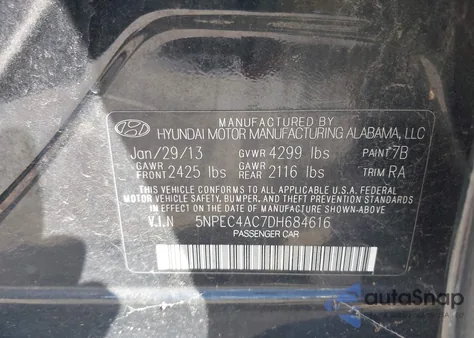 MANUFACTURED BY
HYUNDAI MOTOR MANUFACTURING ALABAMA, LLC
Jan/29/13 GVWR 4299 lbs PAINT 7B
GAWR FRONT 2425 lbs GAWR REAR 2116 lbs TRIM RA
THIS VEHICLE CONFORMS TO ALL APPLICABLE U.S.A. FEDERAL
MOTOR VEHICLE SAFETY, BUMPER, AND THEFT PREVENTION
STANDARDS IN EFFECT ON THE DATE OF MANUFACTURE
SHOWN ABOVE.
V.I.N 5NPEC4AC7DH684616
PASSENGER CAR
autoSnap